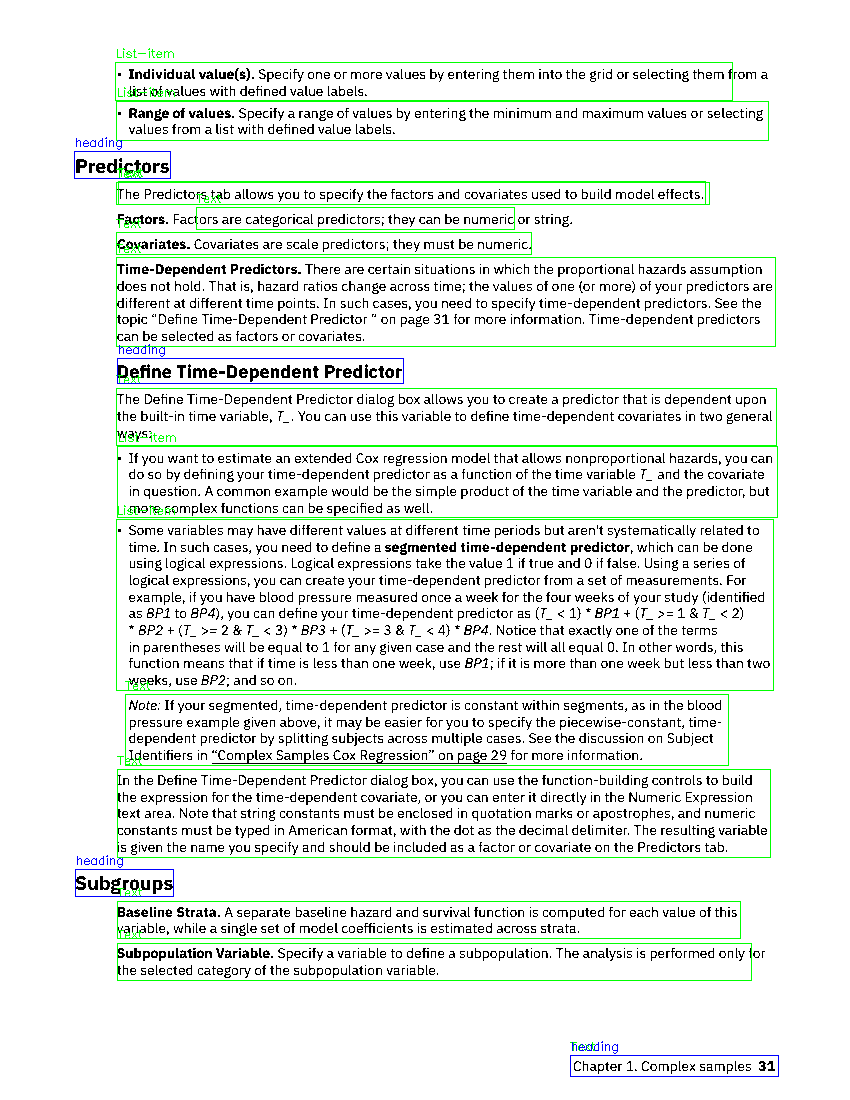 List-item
• Individual value(s). Specify one or more values by entering them into the grid or selecting them from a
list of values with defined value labels.
List-item
• Range of values. Specify a range of values by entering the minimum and maximum values or selecting
values from a list with defined value labels.
heading
Predictors
Text
The Predictors tab allows you to specify the factors and covariates used to build model effects.
Text
Factors. Factors are categorical predictors; they can be numeric or string.
Text
Covariates. Covariates are scale predictors; they must be numeric.
Text
Time-Dependent Predictors. There are certain situations in which the proportional hazards assumption
does not hold. That is, hazard ratios change across time; the values of one (or more) of your predictors are
different at different time points. In such cases, you need to specify time-dependent predictors. See the
topic “Define Time-Dependent Predictor ” on page 31 for more information. Time-dependent predictors
can be selected as factors or covariates.
heading
Define Time-Dependent Predictor
Text
The Define Time-Dependent Predictor dialog box allows you to create a predictor that is dependent upon
the built-in time variable, T_. You can use this variable to define time-dependent covariates in two general
ways:
List-item
• If you want to estimate an extended Cox regression model that allows nonproportional hazards, you can
do so by defining your time-dependent predictor as a function of the time variable T_ and the covariate
in question. A common example would be the simple product of the time variable and the predictor, but
more complex functions can be specified as well.
List-item
• Some variables may have different values at different time periods but aren't systematically related to
time. In such cases, you need to define a segmented time-dependent predictor, which can be done
using logical expressions. Logical expressions take the value 1 if true and 0 if false. Using a series of
logical expressions, you can create your time-dependent predictor from a set of measurements. For
example, if you have blood pressure measured once a week for the four weeks of your study (identified
as BP1 to BP4), you can define your time-dependent predictor as (T_ < 1) * BP1 + (T_ >= 1 & T_ < 2)
* BP2 + (T_ >= 2 & T_ < 3) * BP3 + (T_ >= 3 & T_ < 4) * BP4. Notice that exactly one of the terms
in parentheses will be equal to 1 for any given case and the rest will all equal 0. In other words, this
function means that if time is less than one week, use BP1; if it is more than one week but less than two
weeks, use BP2; and so on.
Text
Note: If your segmented, time-dependent predictor is constant within segments, as in the blood
pressure example given above, it may be easier for you to specify the piecewise-constant, time-
dependent predictor by splitting subjects across multiple cases. See the discussion on Subject
Identifiers in “Complex Samples Cox Regression” on page 29 for more information.
Text
In the Define Time-Dependent Predictor dialog box, you can use the function-building controls to build
the expression for the time-dependent covariate, or you can enter it directly in the Numeric Expression
text area. Note that string constants must be enclosed in quotation marks or apostrophes, and numeric
constants must be typed in American format, with the dot as the decimal delimiter. The resulting variable
is given the name you specify and should be included as a factor or covariate on the Predictors tab.
heading
Subgroups
Text
Baseline Strata. A separate baseline hazard and survival function is computed for each value of this
variable, while a single set of model coefficients is estimated across strata.
Text
Subpopulation Variable. Specify a variable to define a subpopulation. The analysis is performed only for
the selected category of the subpopulation variable.
heading
Chapter 1. Complex samples 31